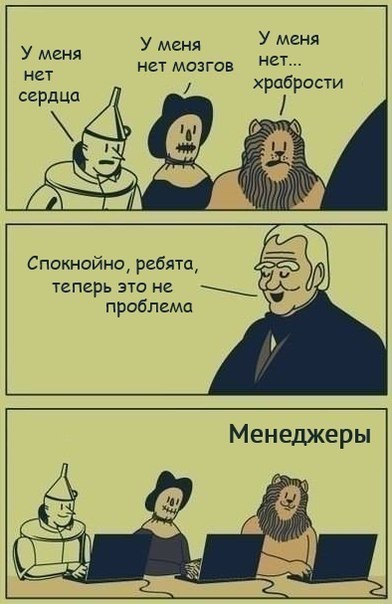 У меня
нет
сердца
У меня
нет мозгов
У меня
нет...
храбрости
Спокнойно, ребята,
теперь это не
проблема
Менеджеры